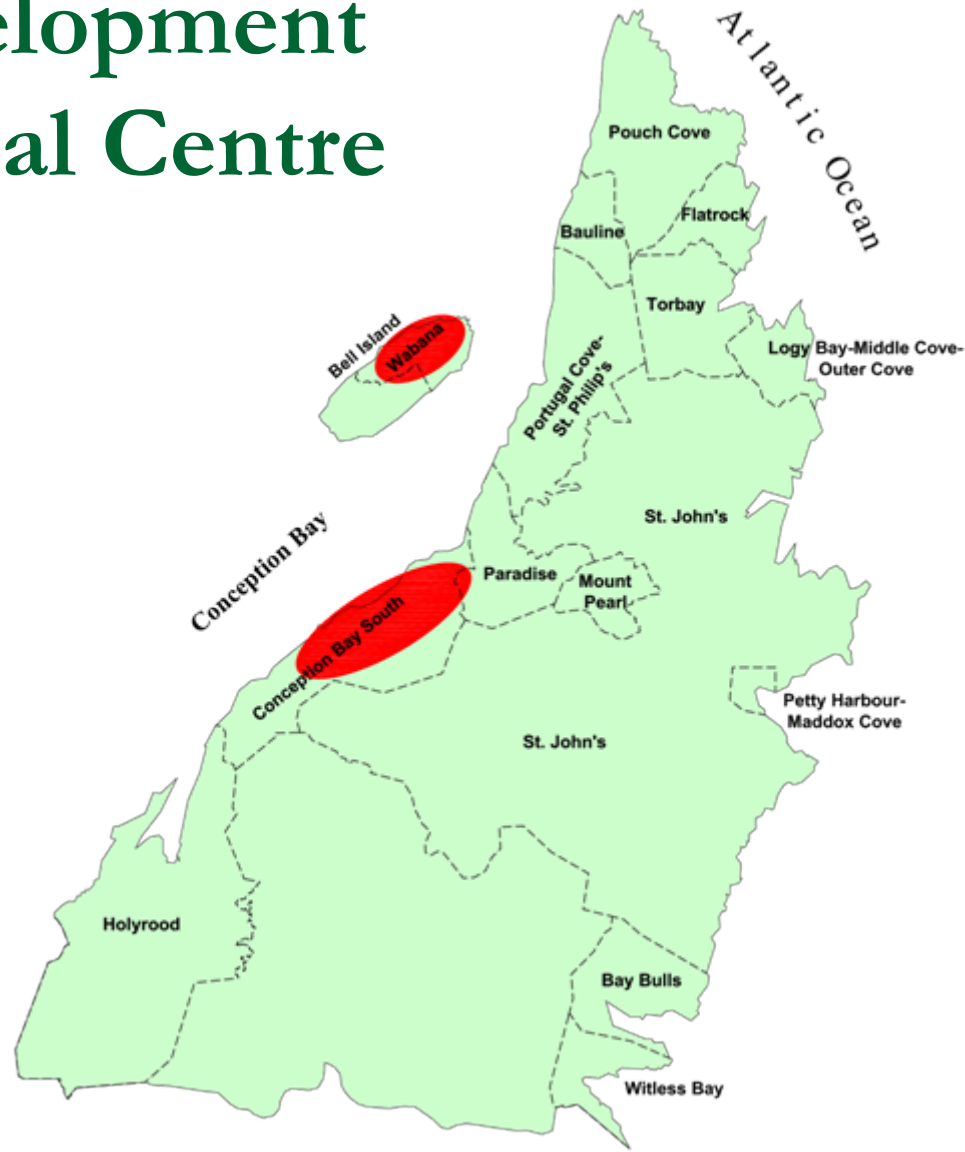 elopment
al Centre
Atlantic Ocean
Pouch Cove
Flatrock
Bauline
Torbay
Bell Island
Wabana
Logy Bay-Middle Cove-
Outer Cove
Portugal Cove-
St. Philip's
St. John's
Conception Bay
Paradise
Mount
Pearl
Conception Bay South
Petty Harbour-
Maddox Cove
St. John's
Holyrood
Bay Bulls
Witless Bay